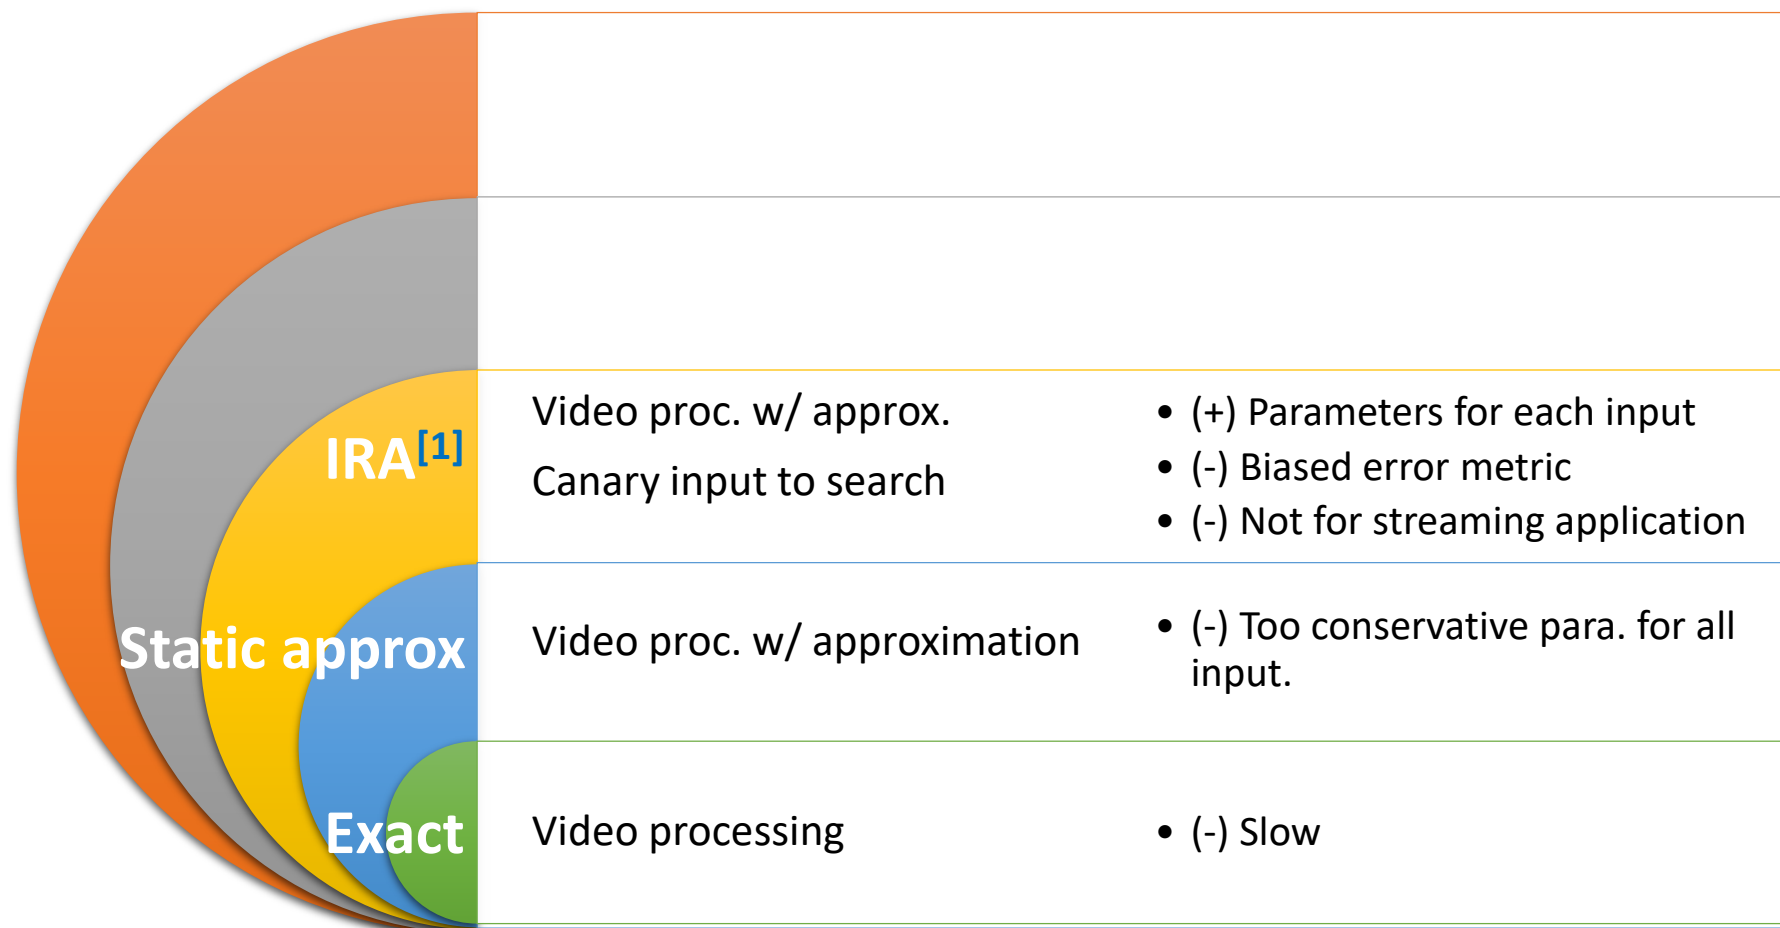 IRA[1]
Video proc. w/ approx.
Canary input to search
• (+) Parameters for each input
• (-) Biased error metric
• (-) Not for streaming application
Static approx
Video proc. w/ approximation
• (-) Too conservative para. for all
input.
Exact
Video processing
• (-) Slow